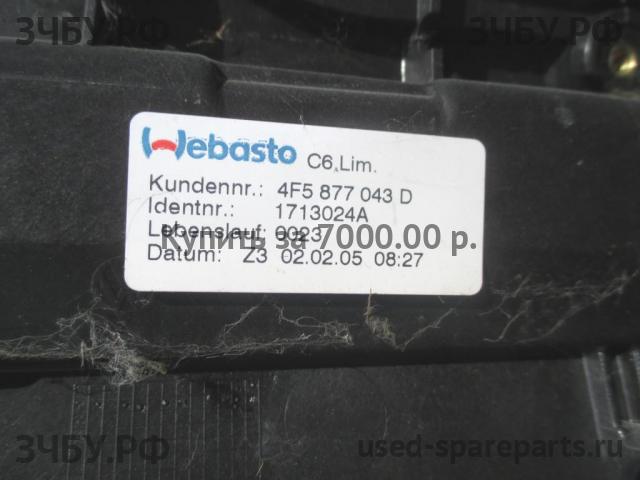 ЗЧБУ.РФ
ЗЧБУ.РФ
Webasto C6 Lim.
Kundennr.: 4F5 877 043 D
Identnr.: 1713024A
Lebenslauf: 0023
Купить за 7000.00 р.
Datum: Z3 02.02.05 08:27
ЗЧБУ.РФ
used-spareparts.ru